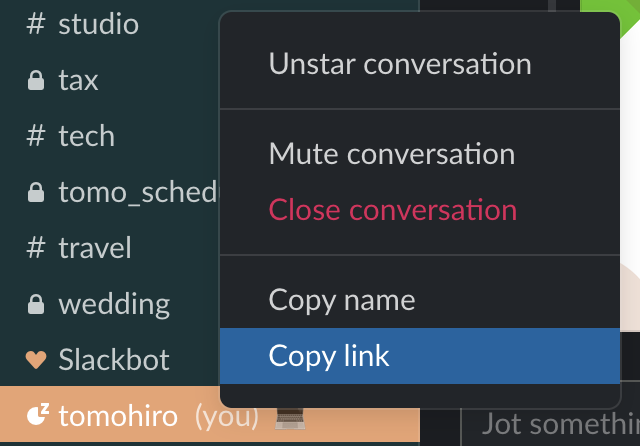 # studio
tax
# tech
tomo_sched
# travel
wedding
Slackbot
z tomohiro (you)
Unstar conversation
Mute conversation
Close conversation
Copy name
Copy link
Jot somethin